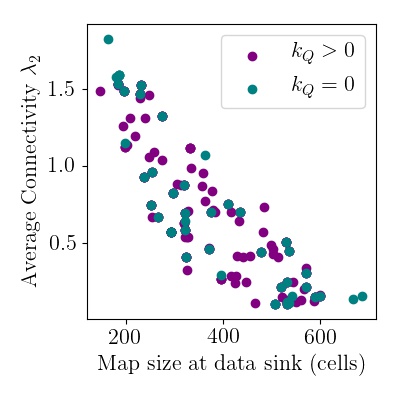 k_Q > 0
k_Q = 0
1.5
1.0
0.5
Average Connectivity λ_2
200
400
600
Map size at data sink (cells)